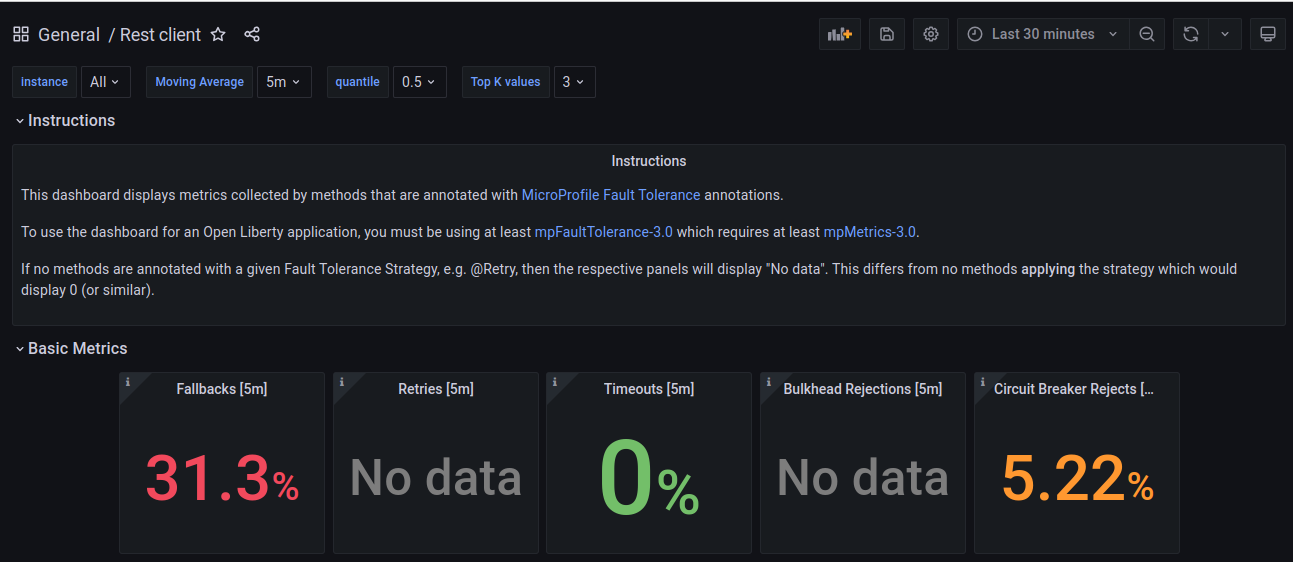 General / Rest client
Last 30 minutes
instance All Moving Average 5m quantile 0.5 Top K values 3
Instructions
Instructions
This dashboard displays metrics collected by methods that are annotated with MicroProfile Fault Tolerance annotations.
To use the dashboard for an Open Liberty application, you must be using at least mpFaultTolerance-3.0 which requires at least mpMetrics-3.0.
If no methods are annotated with a given Fault Tolerance Strategy, e.g. @Retry, then the respective panels will display "No data". This differs from no methods applying the strategy which would
display 0 (or similar).
Basic Metrics
Fallbacks [5m]
31.3%
Retries [5m]
No data
Timeouts [5m]
0%
Bulkhead Rejections [5m]
No data
Circuit Breaker Rejects [...
5.22%